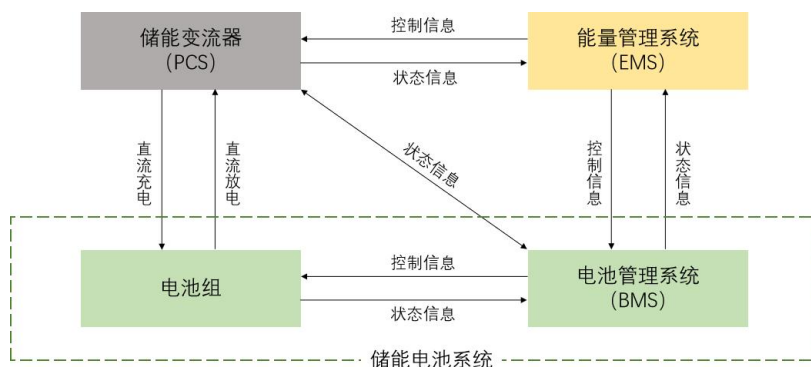 储能变流器
(PCS)
控制信息
状态信息
能量管理系统
(EMS)
直流充电
直流放电
状态信息
控制信息
状态信息
电池组
控制信息
状态信息
电池管理系统
(BMS)
储能电池系统